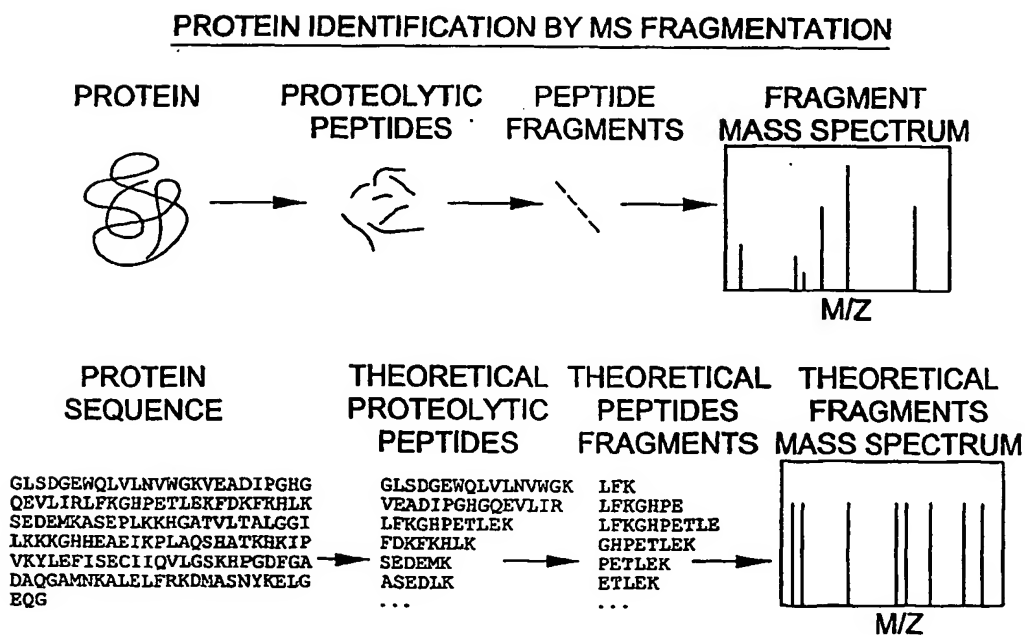 PROTEIN IDENTIFICATION BY MS FRAGMENTATION
PROTEIN
PROTEOLYTIC
PEPTIDES
PEPTIDE
FRAGMENTS
FRAGMENT
MASS SPECTRUM
M/Z
PROTEIN
SEQUENCE
THEORETICAL
PROTEOLYTIC
PEPTIDES
THEORETICAL
PEPTIDES
FRAGMENTS
THEORETICAL
FRAGMENTS
MASS SPECTRUM
GLSDGEWQLVLNVWGKVEADIPGHG
QEVLIRLFKGHPETLEKFDKFKHLK
SEDEMKASEPLKKHGATVLTALGGI
LKKKGHHEAEIKPLAQSHATKHKIP
VKYLEFISECIIQVLGSKHPGDFGA
DAQGAMNKALELFRKDMASNYKELG
EQG
GLSDGEWQLVLNVWGK
VEADIPGHGQEVLIR
LFKGHPETLEK
FDKFKHLK
SEDEMK
ASEDLK
...
LFK
LFKGHPE
LFKGHPETLE
GHPETLEK
PETLEK
ETLEK
...
M/Z